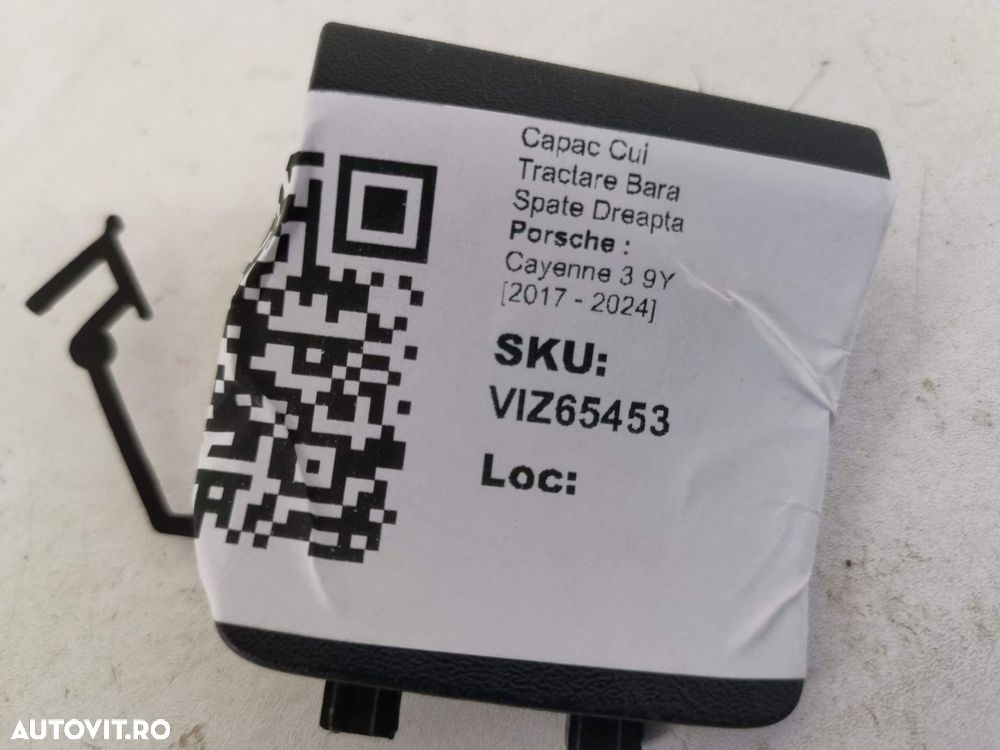 Capac Cui
Tractare Bara
Spate Dreapta
Porsche :
Cayenne 3 9Y
[2017 - 2024]
SKU:
VIZ65453
Loc:
AUTOVIT.RO